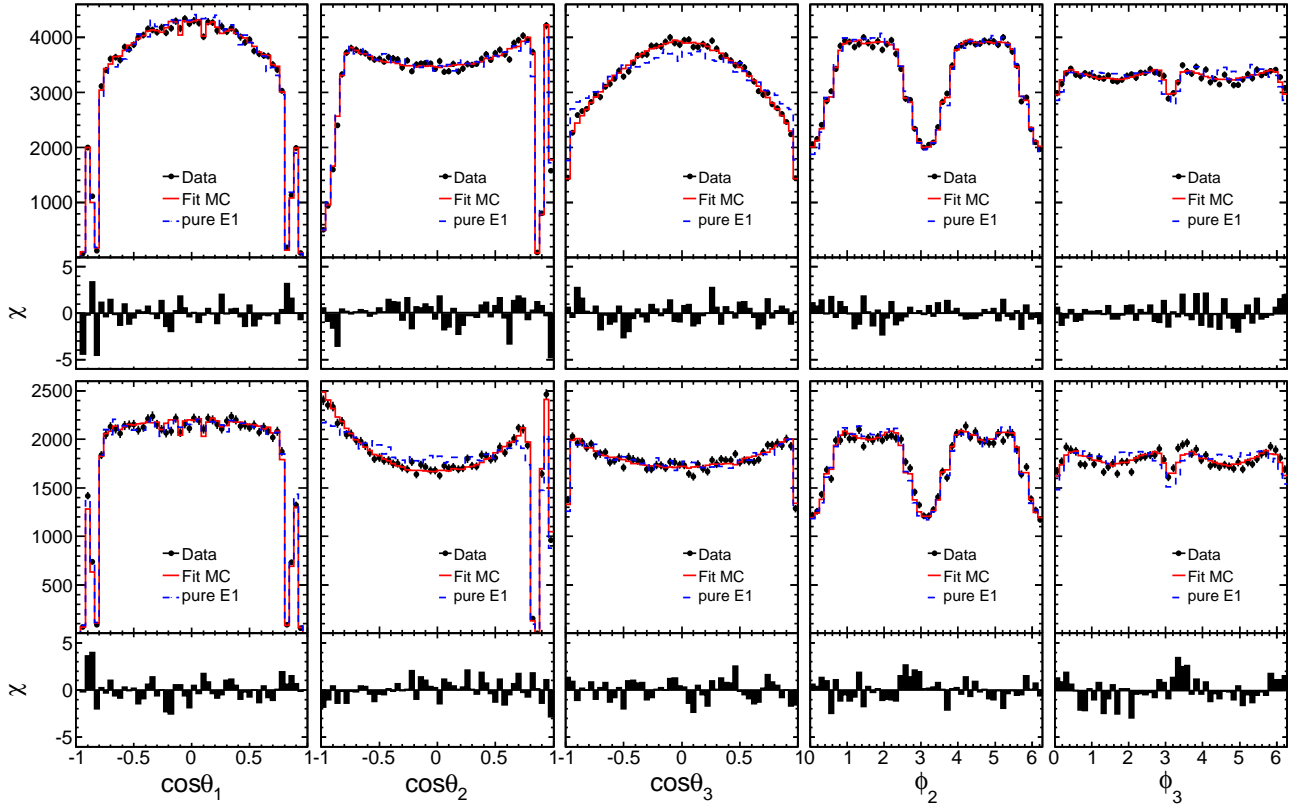 4000
3000
2000
1000
Data
Fit MC
pure E1
Data
Fit MC
pure E1
Data
Fit MC
pure E1
Data
Fit MC
pure E1
Data
Fit MC
pure E1
5
0
-5
χ
2500
2000
1500
1000
500
Data
Fit MC
pure E1
Data
Fit MC
pure E1
Data
Fit MC
pure E1
Data
Fit MC
pure E1
Data
Fit MC
pure E1
5
0
-5
χ
-1 -0.5 0 0.5 1
-1 -0.5 0 0.5 1
-1 -0.5 0 0.5 1
0 1 2 3 4 5 6
0 1 2 3 4 5 6
cosθ1 cosθ2 cosθ3 ϕ2 ϕ3